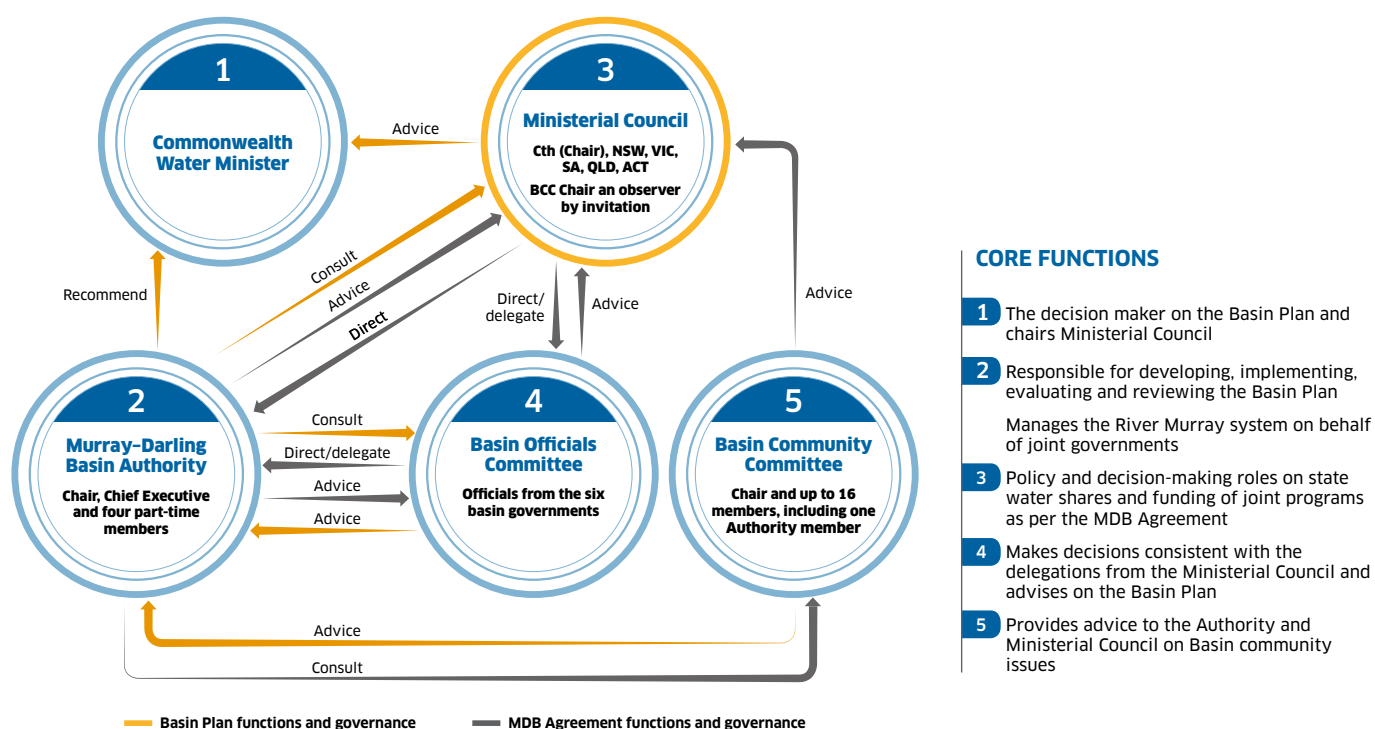 1
Commonwealth
Water Minister
Advice
3
Ministerial Council
Cth (Chair), NSW, VIC,
SA, QLD, ACT
BCC Chair an observer
by invitation
Recommend
Consult
Advice
Direct
Direct/
delegate
Advice
Advice
2
Murray–Darling
Basin Authority
Chair, Chief Executive
and four part-time
members
Consult
Direct/delegate
Advice
Advice
4
Basin Officials
Committee
Officials from the six
basin governments
5
Basin Community
Committee
Chair and up to 16
members, including one
Authority member
Advice
Consult
Basin Plan functions and governance
MDB Agreement functions and governance
CORE FUNCTIONS
1 The decision maker on the Basin Plan and
chairs Ministerial Council
2 Responsible for developing, implementing,
evaluating and reviewing the Basin Plan
Manages the River Murray system on behalf
of joint governments
3 Policy and decision-making roles on state
water shares and funding of joint programs
as per the MDB Agreement
4 Makes decisions consistent with the
delegations from the Ministerial Council and
advises on the Basin Plan
5 Provides advice to the Authority and
Ministerial Council on Basin community
issues